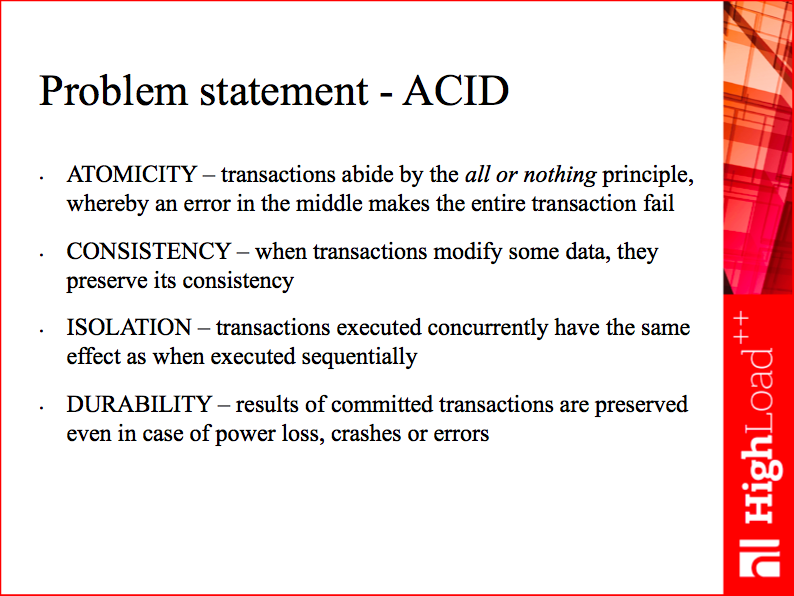 Problem statement - ACID
· ATOMICITY – transactions abide by the all or nothing principle,
whereby an error in the middle makes the entire transaction fail
· CONSISTENCY – when transactions modify some data, they
preserve its consistency
· ISOLATION – transactions executed concurrently have the same
effect as when executed sequentially
· DURABILITY – results of committed transactions are preserved
even in case of power loss, crashes or errors
HighLoad++